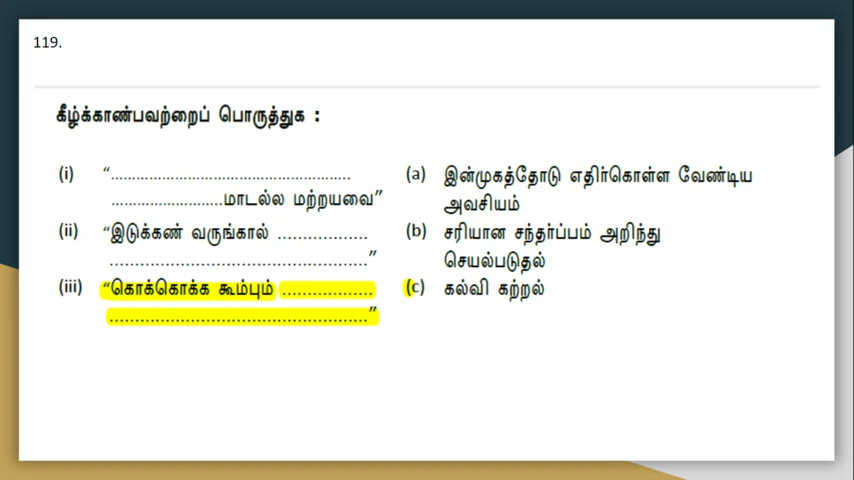 119.
கீழ்க்காண்பவற்றைப் பொருத்துக :
(i) “......................................................... (a) இன்முகத்தோடு எதிர்கொள்ள வேண்டிய
..........................மாடல்ல மற்றயவை” அவசியம்
(ii) “இடுக்கண் வருங்கால் .................. (b) சரியான சந்தர்ப்பம் அறிந்து
...................................................” செயல்படுதல்
(iii) “கொக்கொக்க கூம்பும் .................. (c) கல்வி கற்றல்
...................................................”